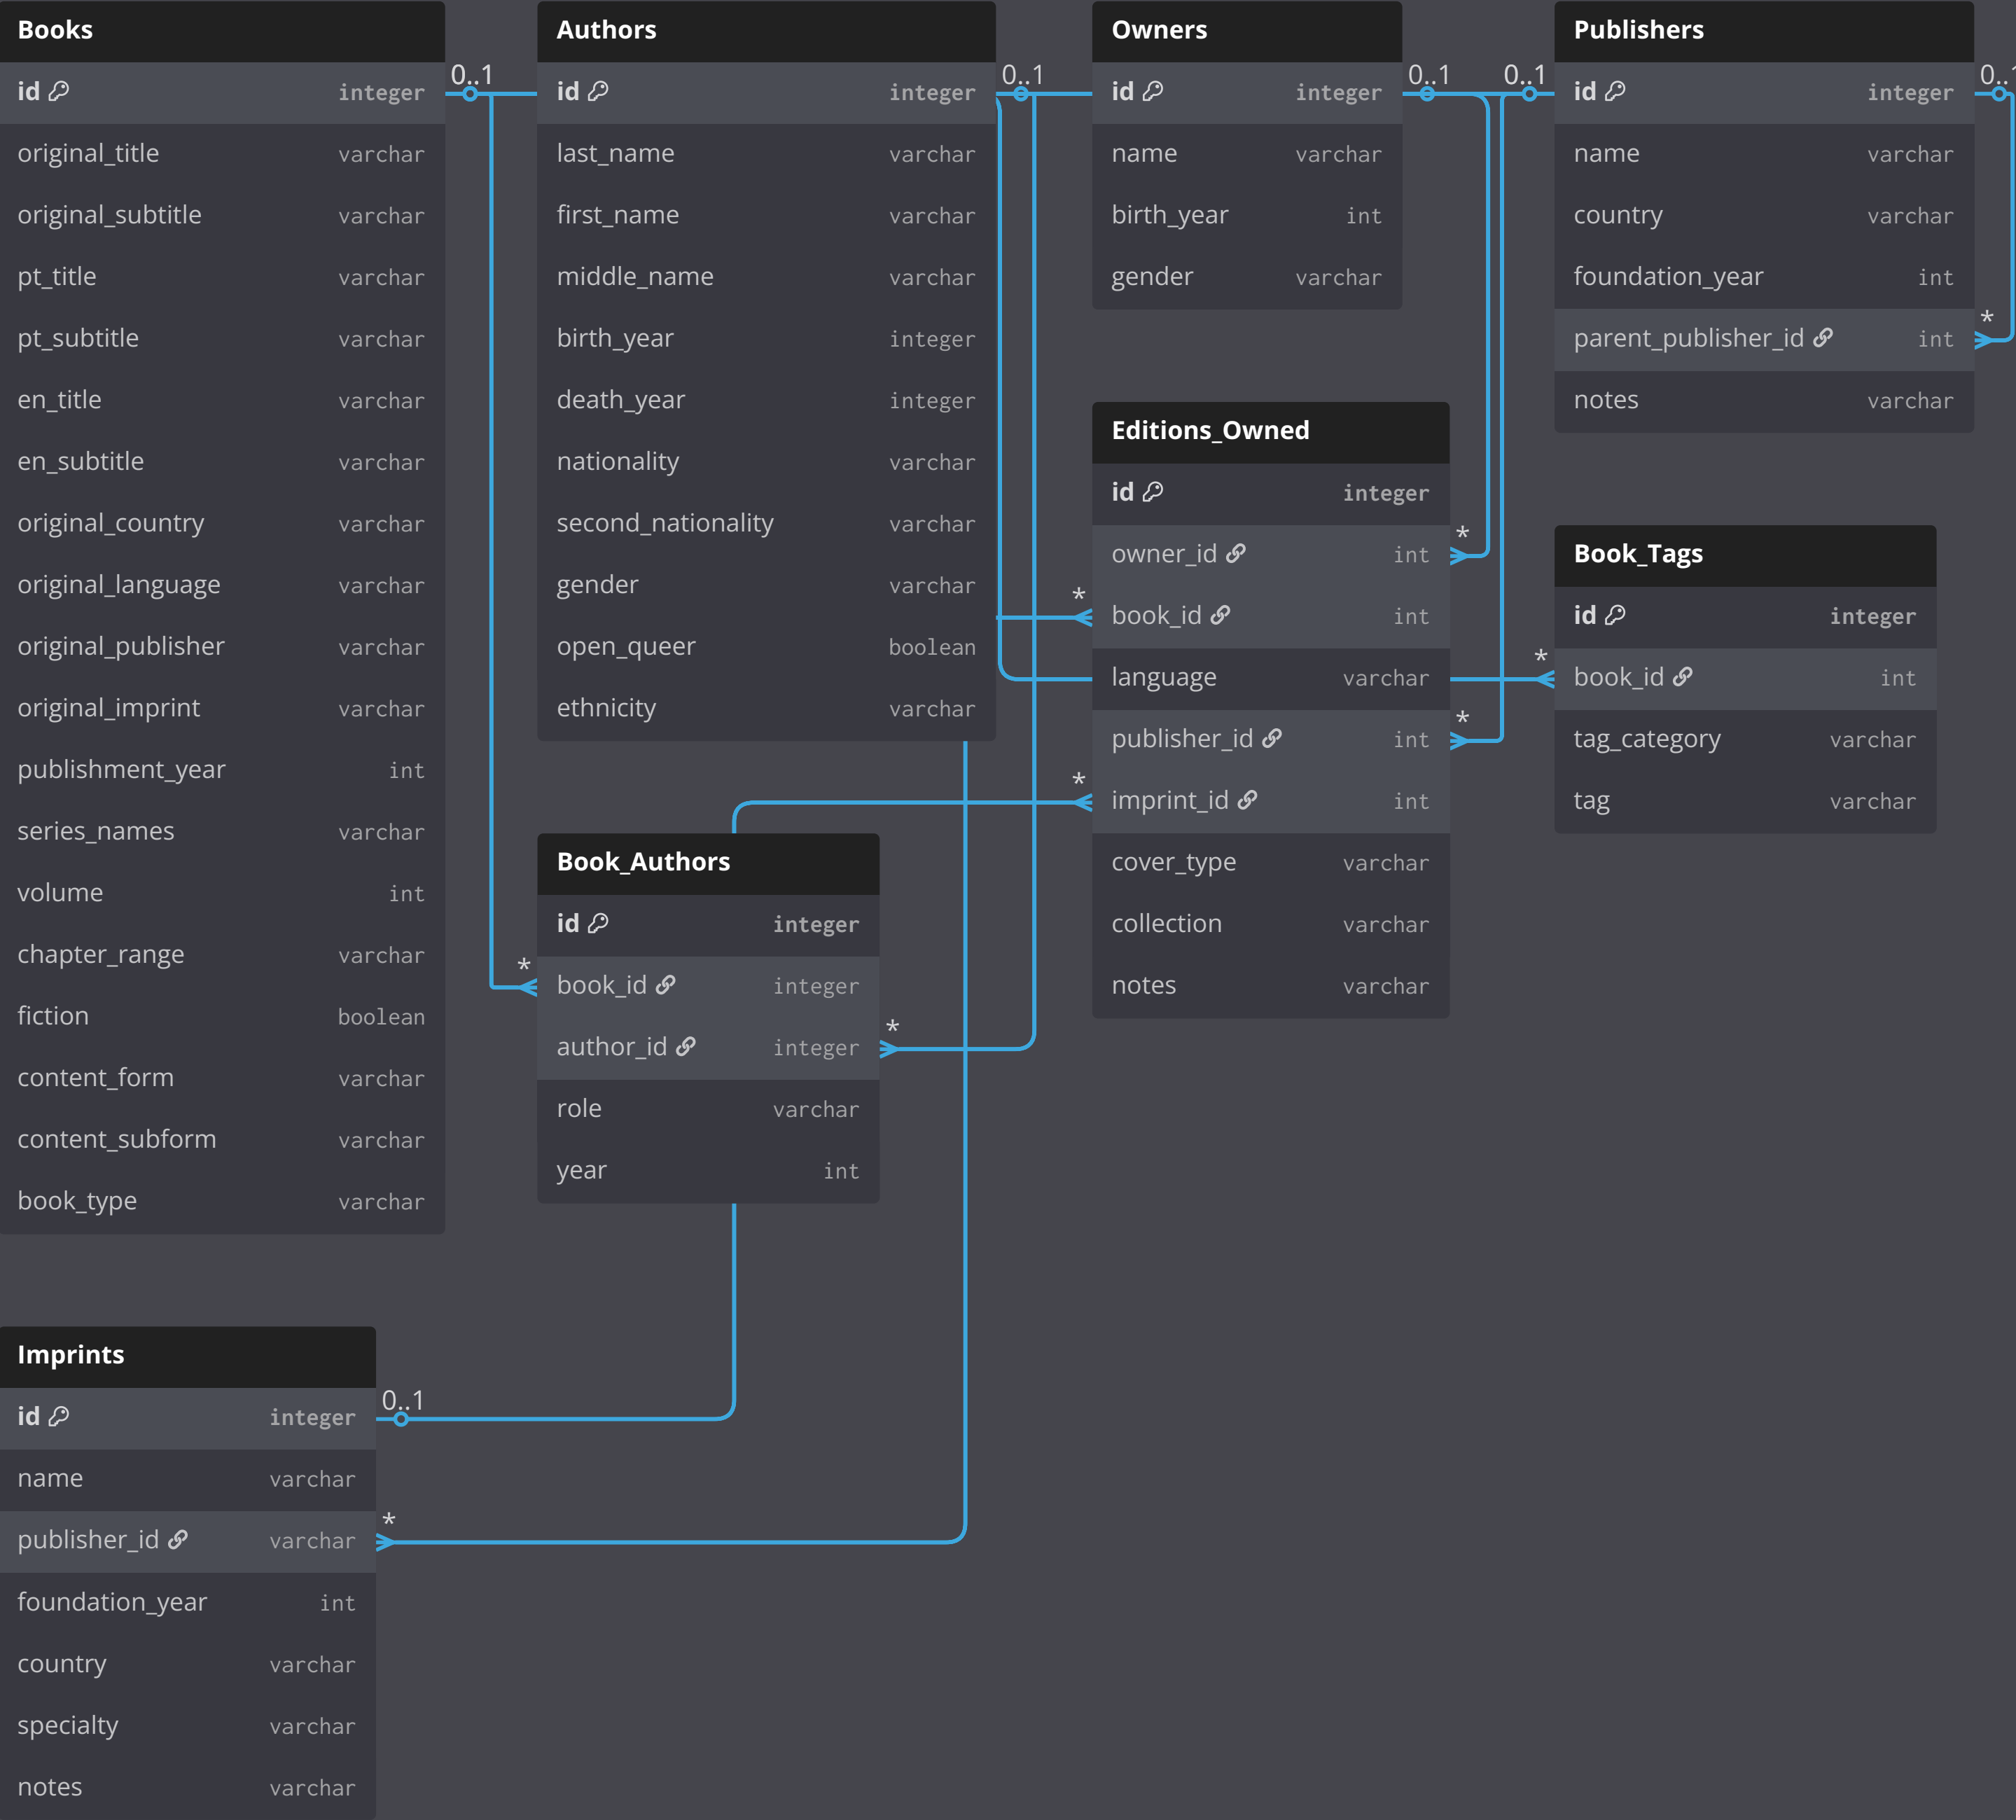 Books
id integer
original_title varchar
original_subtitle varchar
pt_title varchar
pt_subtitle varchar
en_title varchar
en_subtitle varchar
original_country varchar
original_language varchar
original_publisher varchar
original_imprint varchar
publishment_year int
series_names varchar
volume int
chapter_range varchar
fiction boolean
content_form varchar
content_subform varchar
book_type varchar
0..1
Authors
id integer
last_name varchar
first_name varchar
middle_name varchar
birth_year integer
death_year integer
nationality varchar
second_nationality varchar
gender varchar
open_queer boolean
ethnicity varchar
0..1
Owners
id integer
name varchar
birth_year int
gender varchar
0..1
0..1
Publishers
id integer
name varchar
country varchar
foundation_year int
parent_publisher_id int
notes varchar
*
Editions_Owned
id integer
owner_id int
book_id int
language varchar
publisher_id int
imprint_id int
cover_type varchar
collection varchar
notes varchar
*
*
*
*
Book_Tags
id integer
book_id int
tag_category varchar
tag varchar
*
Book_Authors
id integer
book_id integer
author_id integer
role varchar
year int
*
*
Imprints
id integer
name varchar
publisher_id varchar
foundation_year int
country varchar
specialty varchar
notes varchar
0..1
*